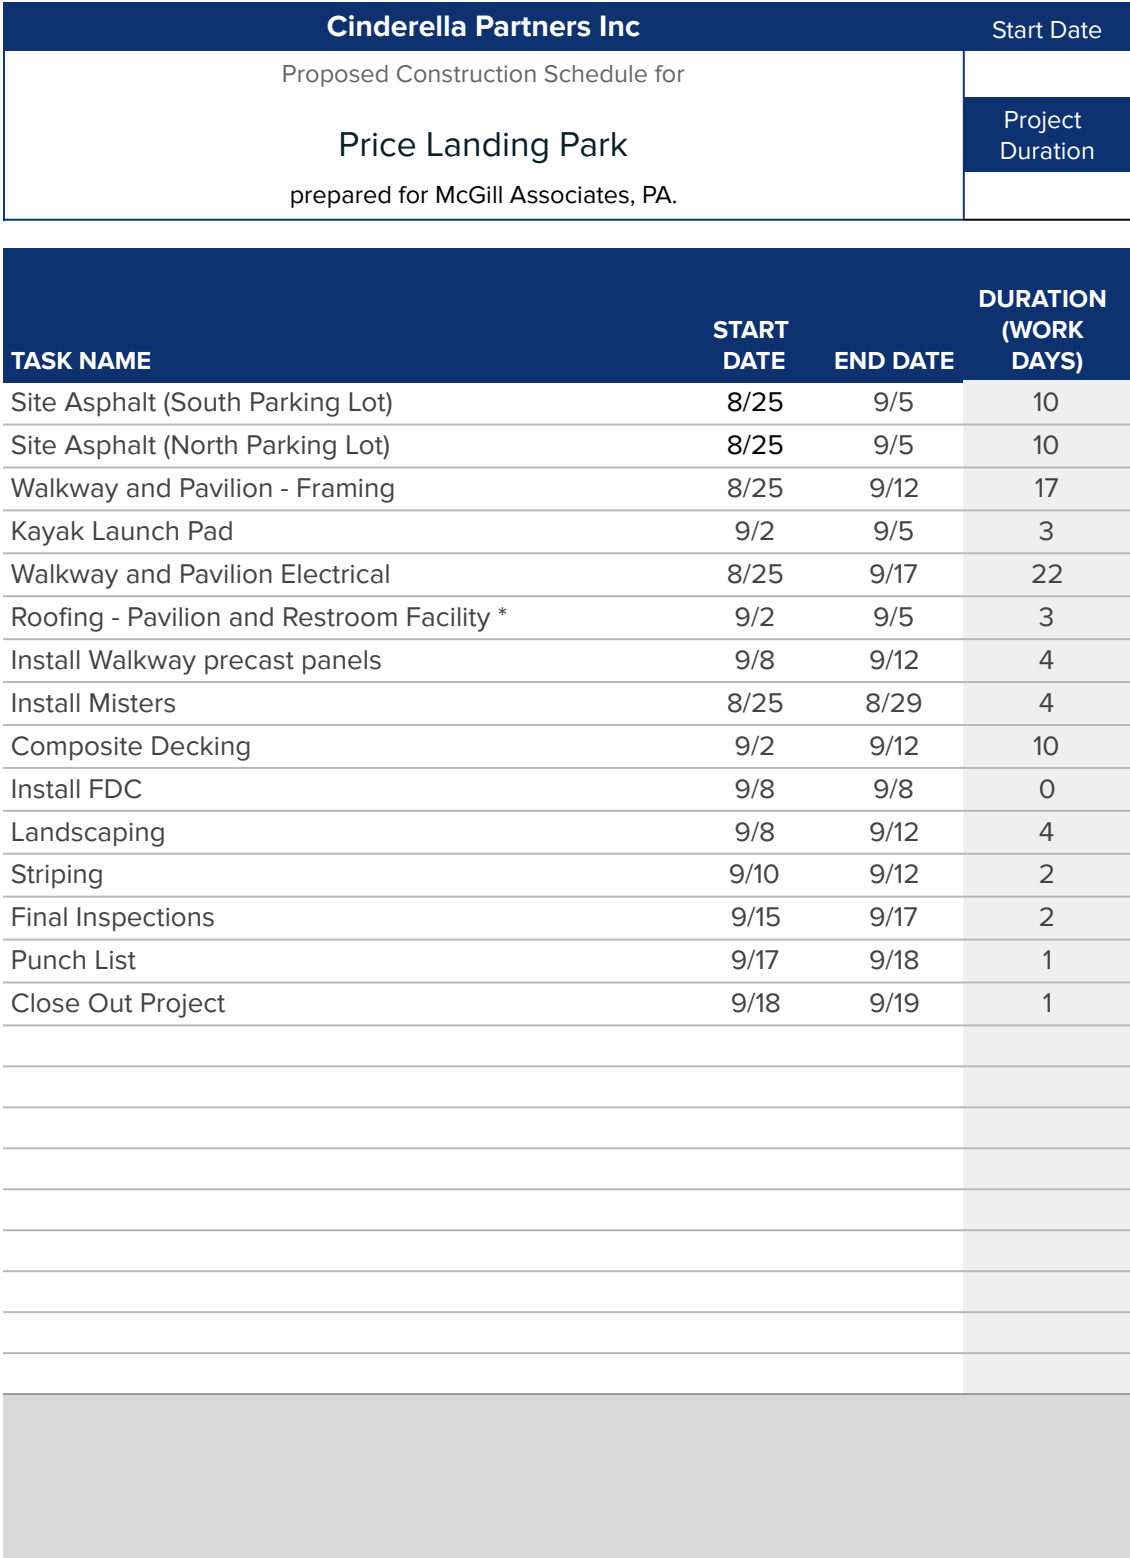 Cinderella Partners Inc
Start Date
Proposed Construction Schedule for
Price Landing Park
prepared for McGill Associates, PA.
Project
Duration
TASK NAME START DATE END DATE DURATION (WORK DAYS)
Site Asphalt (South Parking Lot) 8/25 9/5 10
Site Asphalt (North Parking Lot) 8/25 9/5 10
Walkway and Pavilion - Framing 8/25 9/12 17
Kayak Launch Pad 9/2 9/5 3
Walkway and Pavilion Electrical 8/25 9/17 22
Roofing - Pavilion and Restroom Facility * 9/2 9/5 3
Install Walkway precast panels 9/8 9/12 4
Install Misters 8/25 8/29 4
Composite Decking 9/2 9/12 10
Install FDC 9/8 9/8 0
Landscaping 9/8 9/12 4
Striping 9/10 9/12 2
Final Inspections 9/15 9/17 2
Punch List 9/17 9/18 1
Close Out Project 9/18 9/19 1